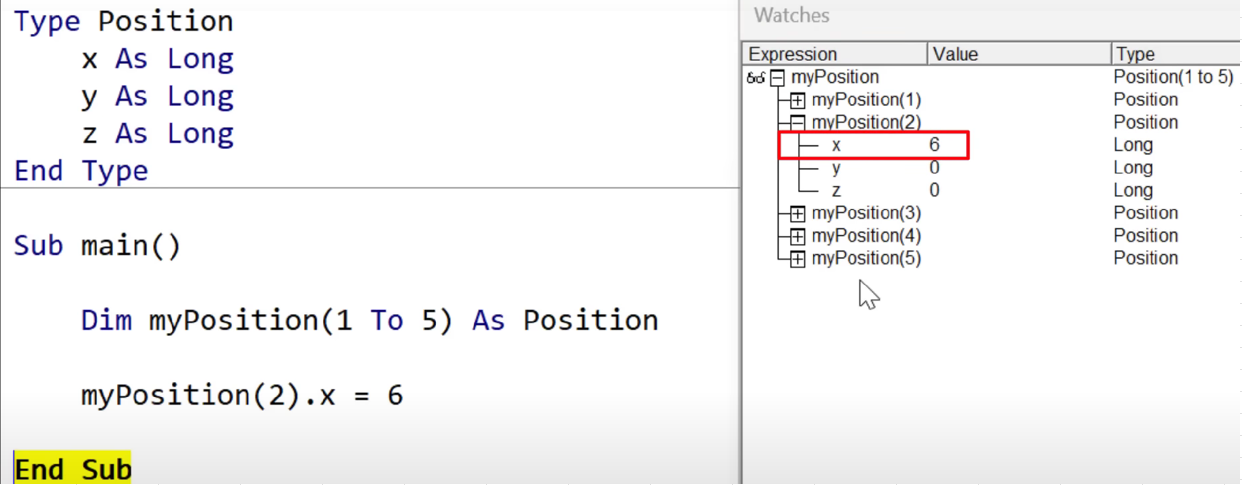 Type Position
x As Long
y As Long
z As Long
End Type
Sub main()
Dim myPosition(1 To 5) As Position
myPosition(2).x = 6
End Sub
Watches
Expression Value Type
myPosition Position(1 to 5)
myPosition(1) Position
myPosition(2) Position
x 6 Long
y 0 Long
z 0 Long
myPosition(3) Position
myPosition(4) Position
myPosition(5) Position